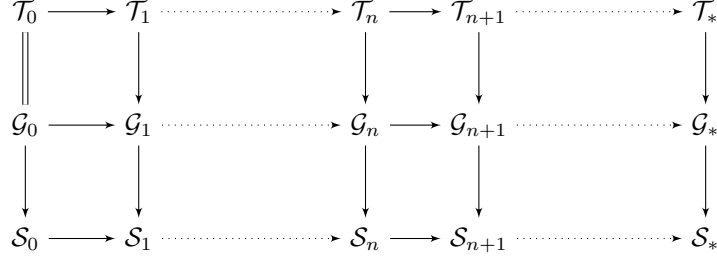 𝒯₀ 𝒯₁ 𝒯ₙ 𝒯ₙ₊₁ 𝒯∗
𝒢₀ 𝒢₁ 𝒢ₙ 𝒢ₙ₊₁ 𝒢∗
𝒮₀ 𝒮₁ 𝒮ₙ 𝒮ₙ₊₁ 𝒮∗